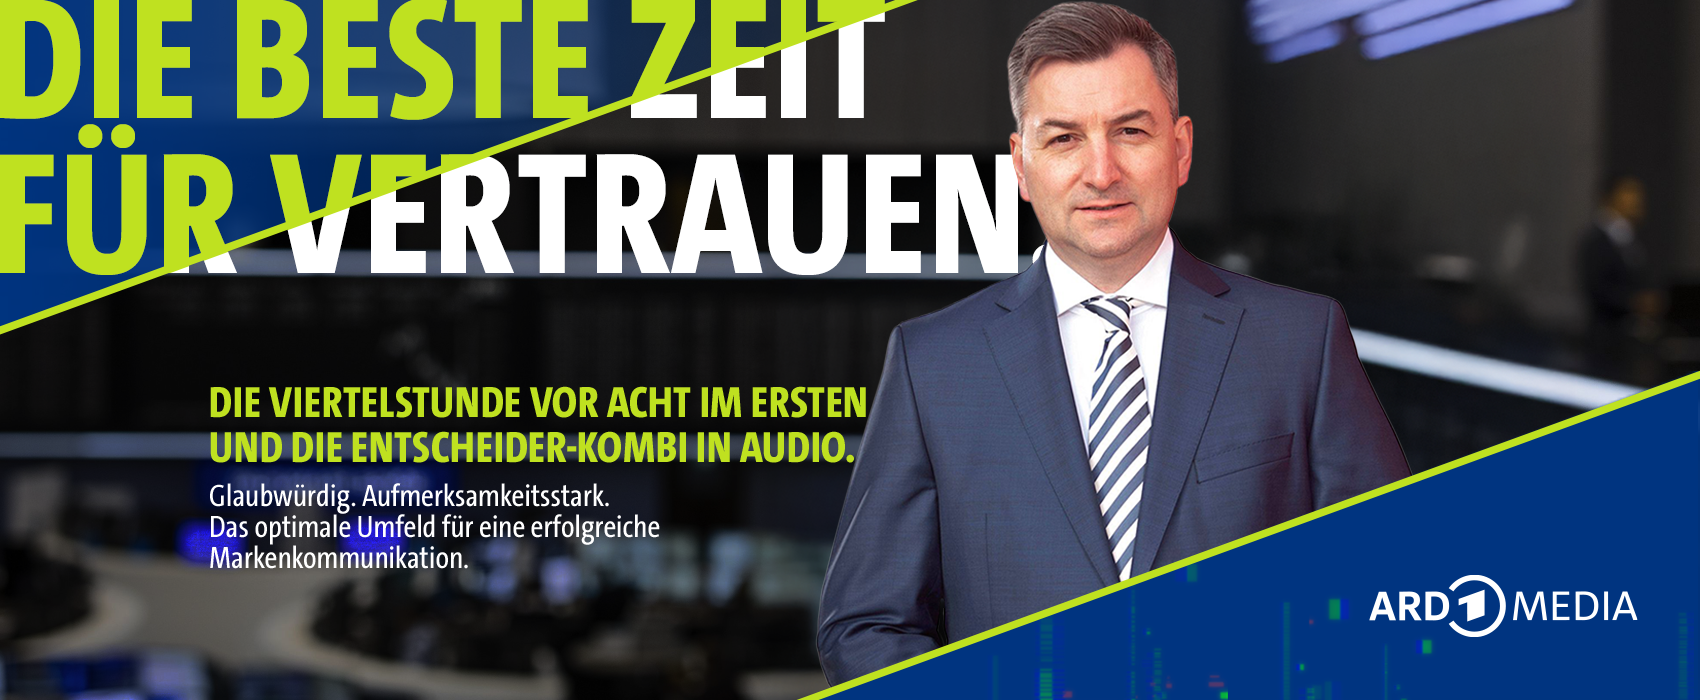 DIE BESTE ZEIT
FÜR VERTRAUEN.
DIE VIERTELSTUNDE VOR ACHT IM ERSTEN
UND DIE ENTSCHEIDER-KOMBI IN AUDIO.
Glaubwürdig. Aufmerksamkeitsstark.
Das optimale Umfeld für eine erfolgreiche
Markenkommunikation.
ARD 1 MEDIA